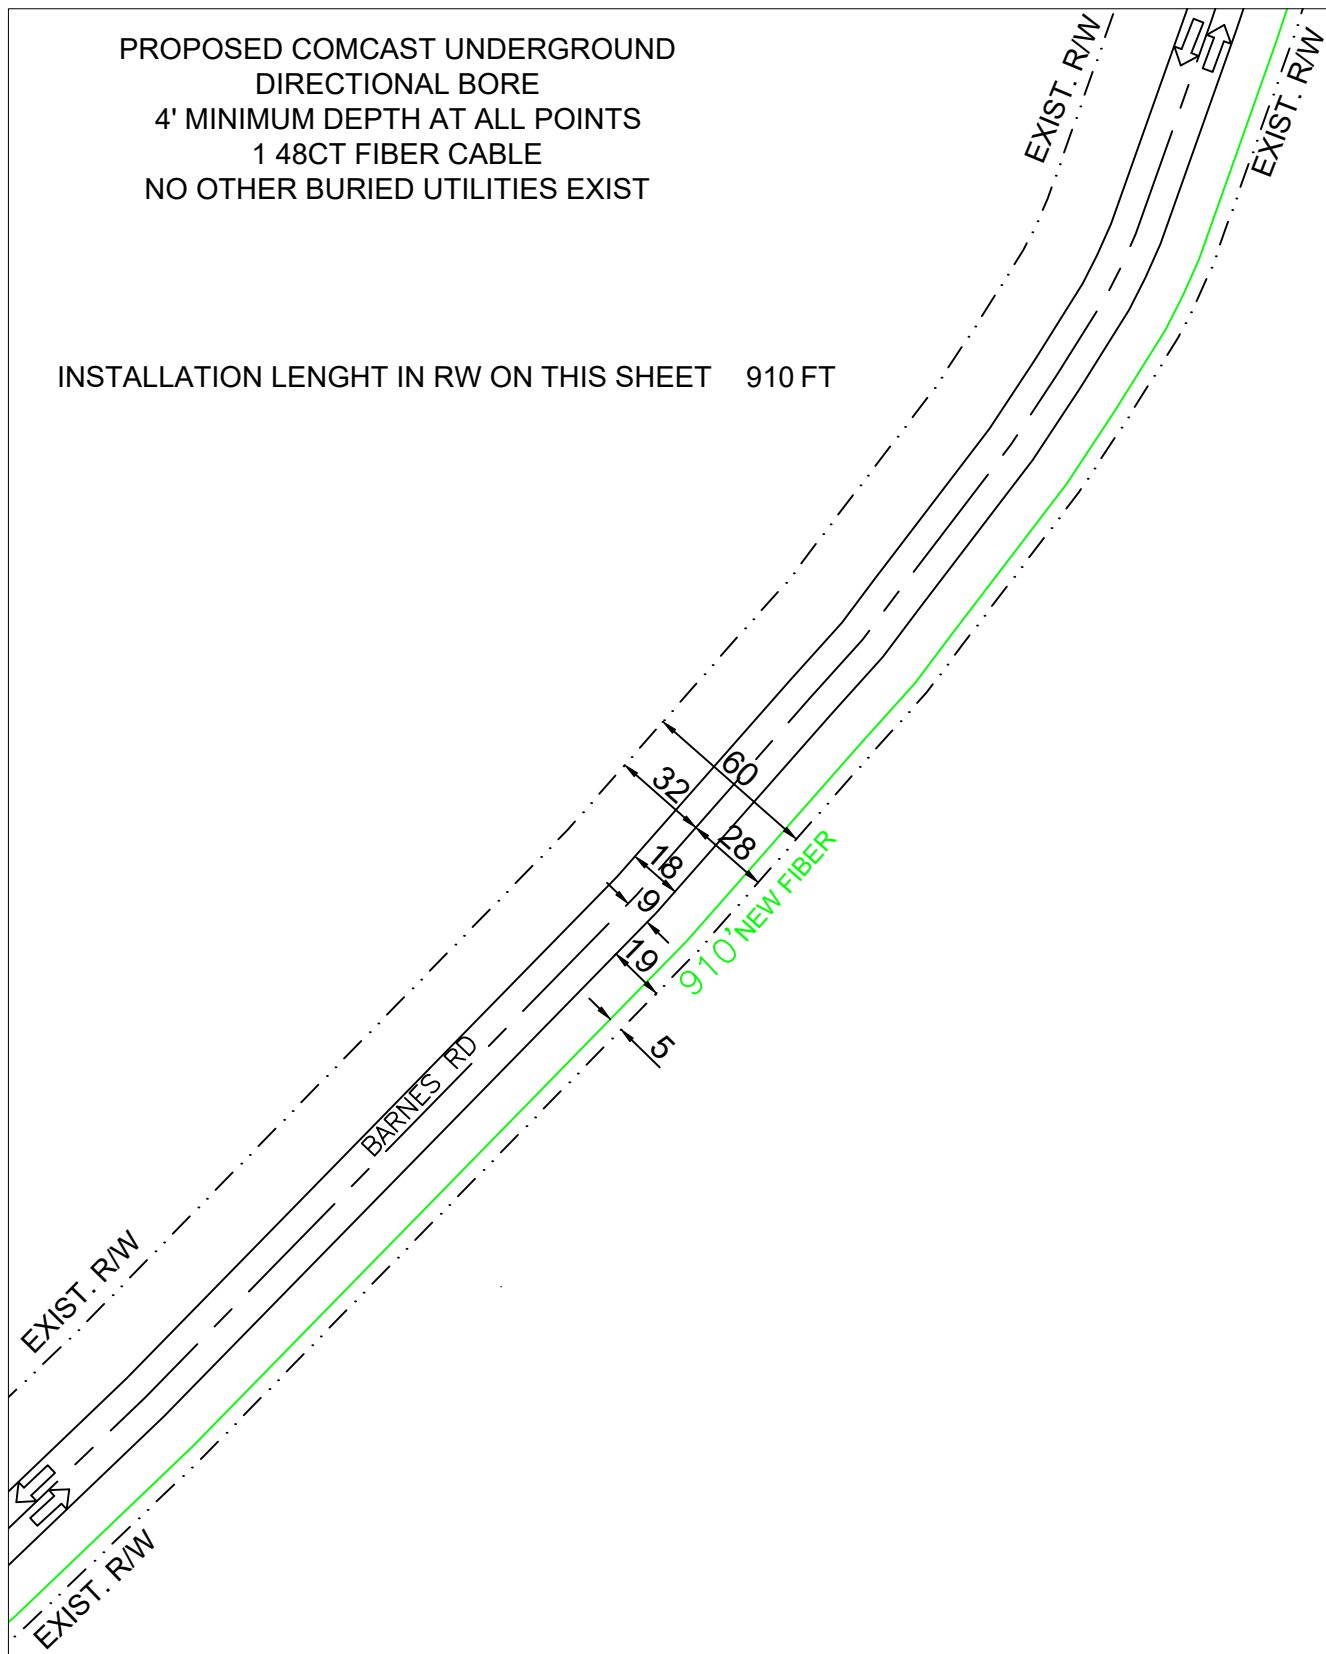 PROPOSED COMCAST UNDERGROUND
DIRECTIONAL BORE
4' MINIMUM DEPTH AT ALL POINTS
1 48CT FIBER CABLE
NO OTHER BURIED UTILITIES EXIST
EXIST. R/W
EXIST. R/W
INSTALLATION LENGHT IN RW ON THIS SHEET 910 FT
60
32
28
18
9
19
5
910' NEW FIBER
BARNES RD
EXIST. R/W
EXIST. R/W